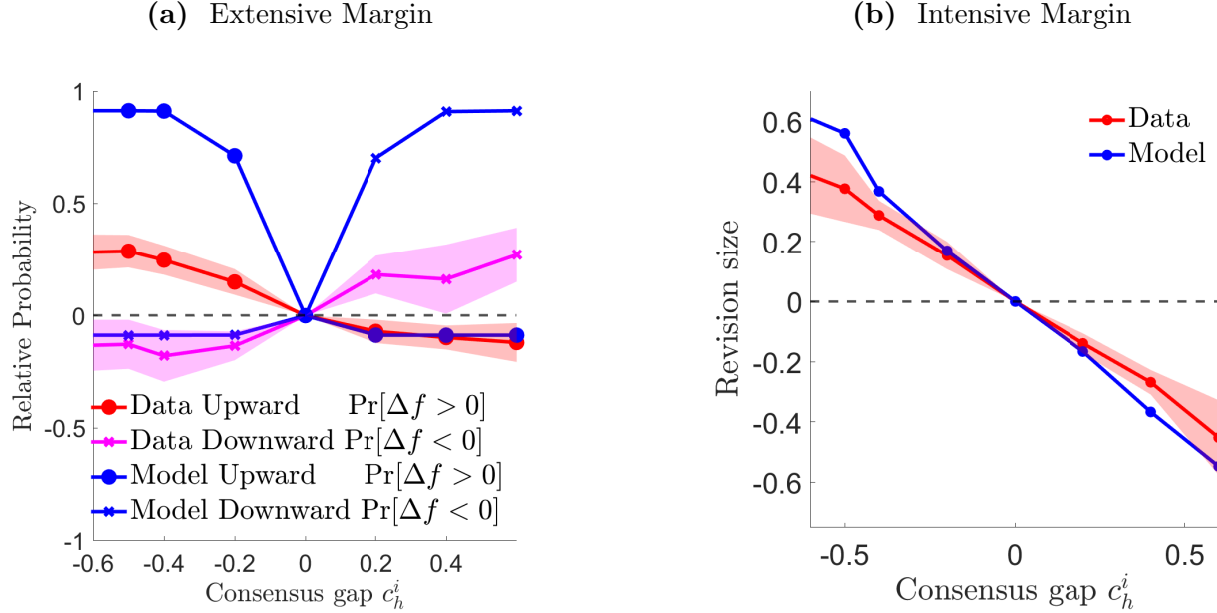 (a) Extensive Margin
1
0.5
0
-0.5
-1
Relative Probability
Data Upward Pr[Δf > 0]
Data Downward Pr[Δf < 0]
Model Upward Pr[Δf > 0]
Model Downward Pr[Δf < 0]
-0.6 -0.4 -0.2 0 0.2 0.4
Consensus gap c_h^i
(b) Intensive Margin
0.6
0.4
0.2
0
-0.2
-0.4
-0.6
Revision size
Data
Model
-0.5 0 0.5
Consensus gap c_h^i